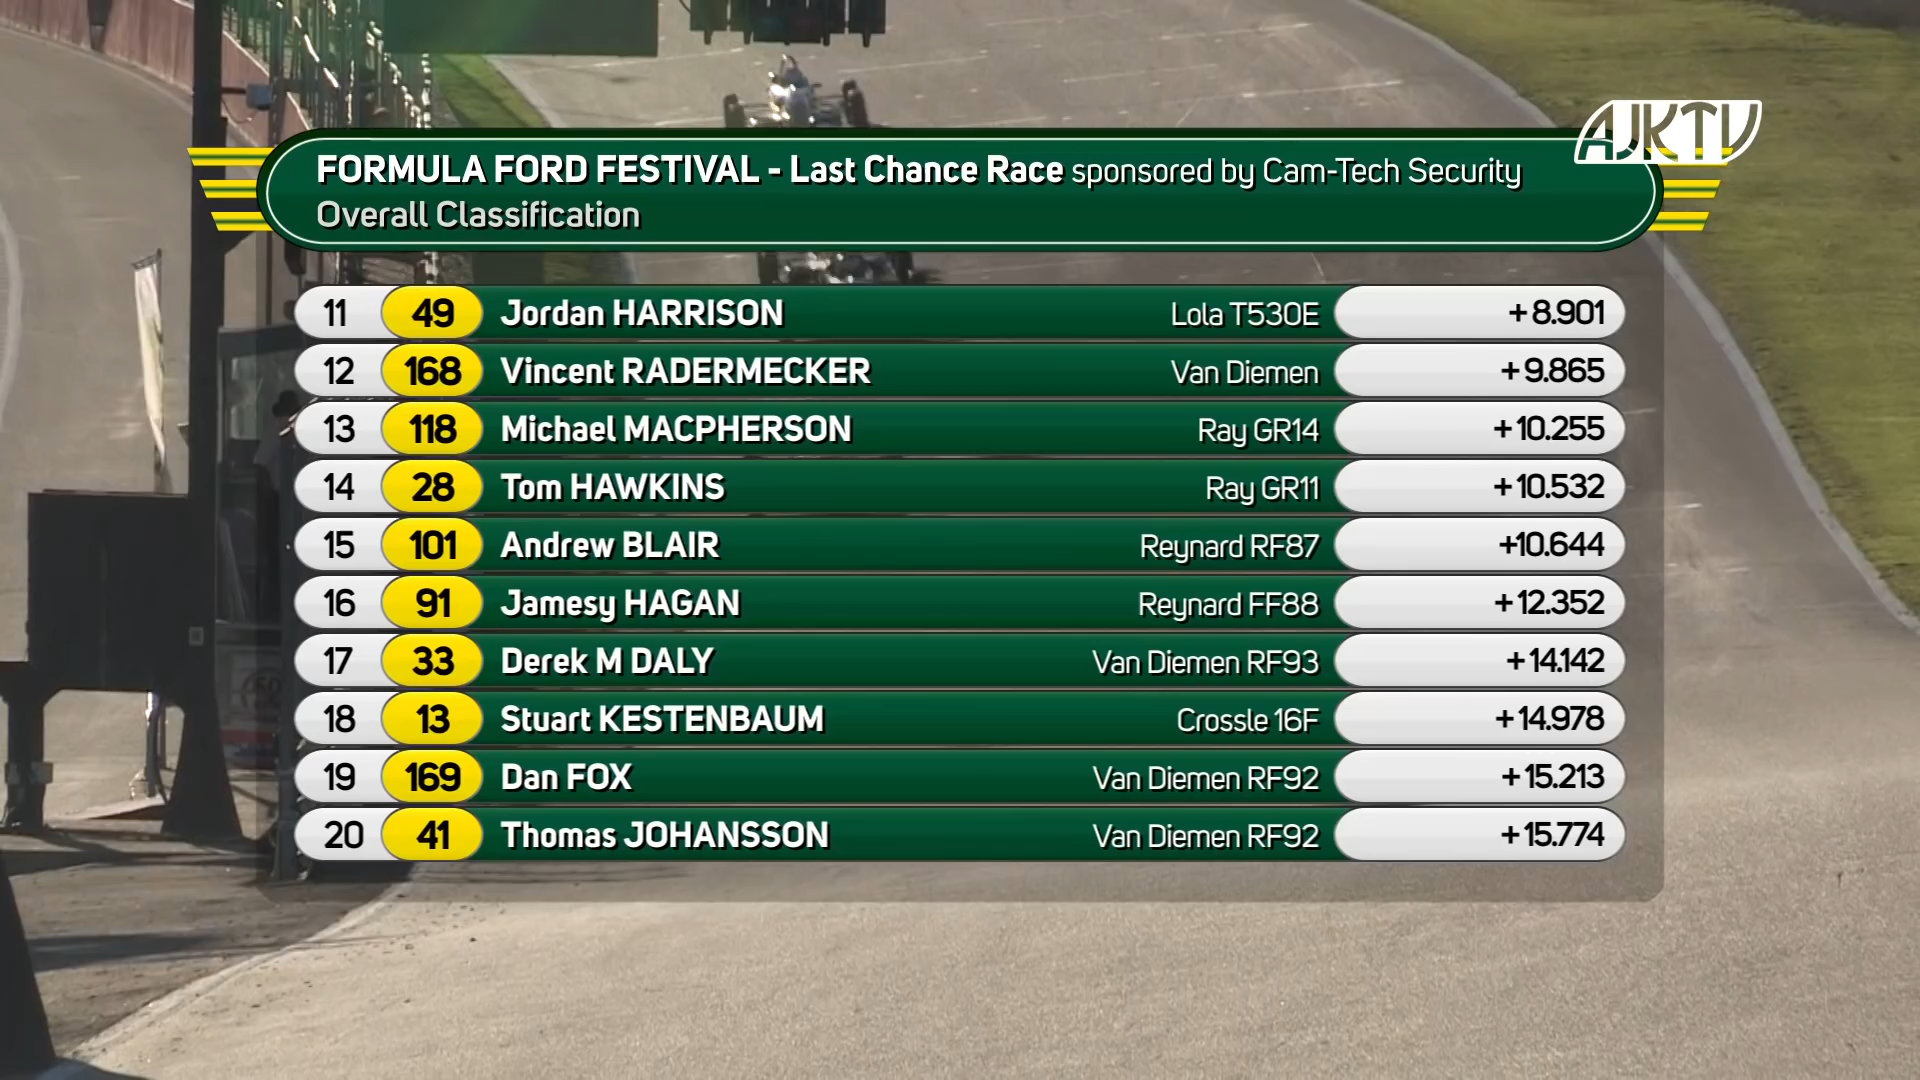 AJKTV
FORMULA FORD FESTIVAL - Last Chance Race sponsored by Cam-Tech Security
Overall Classification
11 49 Jordan HARRISON Lola T530E + 8.901
12 168 Vincent RADERMECKER Van Diemen + 9.865
13 118 Michael MACPHERSON Ray GR14 + 10.255
14 28 Tom HAWKINS Ray GR11 + 10.532
15 101 Andrew BLAIR Reynard RF87 +10.644
16 91 Jamesy HAGAN Reynard FF88 + 12.352
17 33 Derek M DALY Van Diemen RF93 + 14.142
18 13 Stuart KESTENBAUM Crossle 16F + 14.978
19 169 Dan FOX Van Diemen RF92 + 15.213
20 41 Thomas JOHANSSON Van Diemen RF92 + 15.774